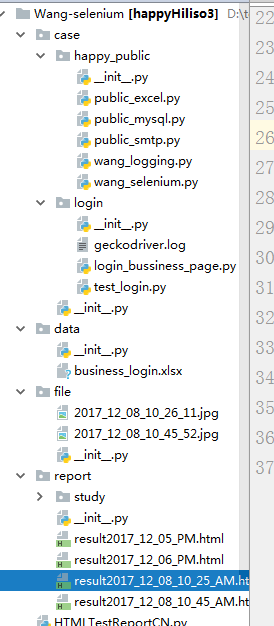 Wang-selenium [happyHiliso3] D:\t
case
happy_public
__init__.py
public_excel.py
public_mysql.py
public_smtp.py
wang_logging.py
wang_selenium.py
login
__init__.py
geckodriver.log
login_bussiness_page.py
test_login.py
__init__.py
data
__init__.py
business_login.xlsx
file
2017_12_08_10_26_11.jpg
2017_12_08_10_45_52.jpg
__init__.py
report
study
__init__.py
result2017_12_05_PM.html
result2017_12_06_PM.html
result2017_12_08_10_25_AM.ht
result2017_12_08_10_45_AM.ht
HTMLTestReportCN.py
22
23
24
25
26
27
28
29
30
31
32
33
34
35
36
37